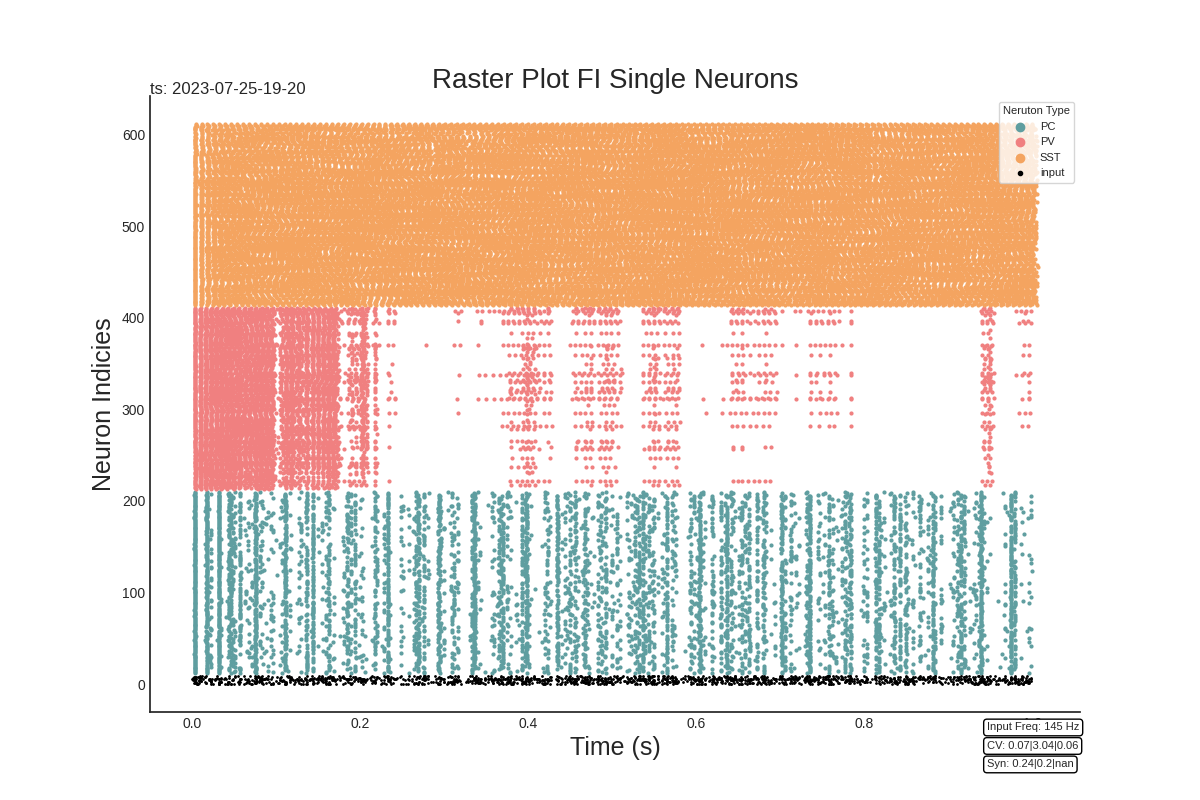 Raster Plot FI Single Neurons
ts: 2023-07-25-19-20
Neruton Type
PC
PV
SST
input
600
500
400
300
200
100
0
Neuron Indicies
0.0 0.2 0.4 0.6 0.8
Time (s)
Input Freq: 145 Hz
CV: 0.07|3.04|0.06
Syn: 0.24|0.2|nan